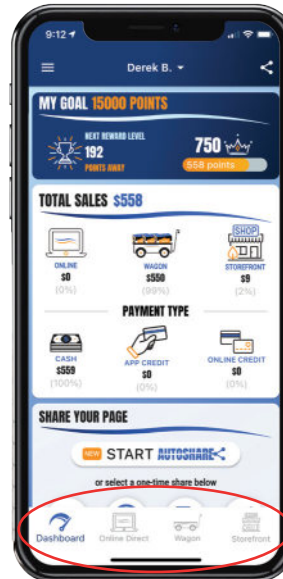 9:12
Derek B.
MY GOAL 15000 POINTS
NEXT REWARD LEVEL
192
POINTS AWAY
750
558 points
TOTAL SALES $558
ONLINE
$0
(0%)
WAGON
$550
(99%)
SHOP
STOREFRONT
$9
(2%)
PAYMENT TYPE
CASH
$559
(100%)
APP CREDIT
$0
(0%)
ONLINE CREDIT
$0
(0%)
SHARE YOUR PAGE
NEW START AUTOSHARE
or select a one-time share below
Dashboard
Online Direct
Wagon
Storefront